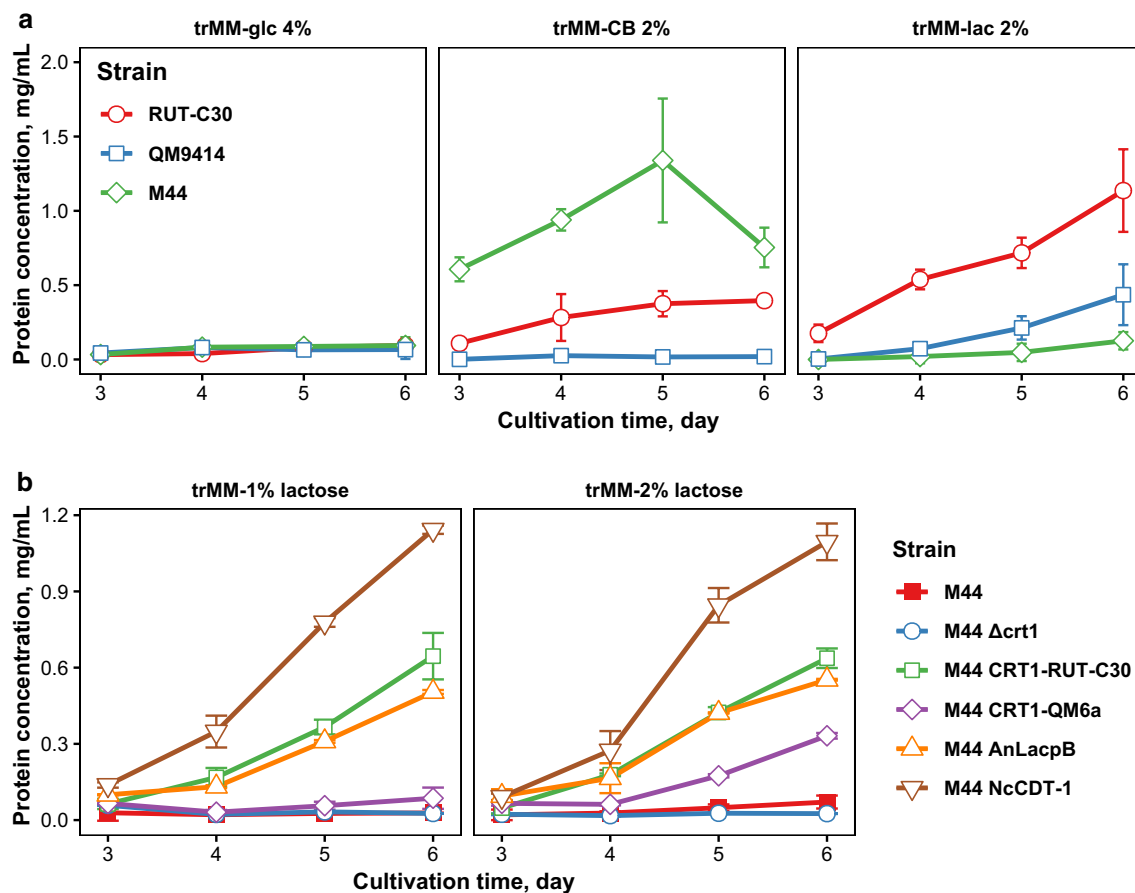 a
trMM-glc 4%
trMM-CB 2%
trMM-lac 2%
Protein concentration, mg/mL
2.0
1.5
1.0
0.5
0.0
Strain
RUT-C30
QM9414
M44
3 4 5 6
3 4 5 6
3 4 5 6
Cultivation time, day
b
trMM-1% lactose
trMM-2% lactose
Protein concentration, mg/mL
1.2
0.9
0.6
0.3
0.0
3 4 5 6
3 4 5 6
Cultivation time, day
Strain
M44
M44 Δcrt1
M44 CRT1-RUT-C30
M44 CRT1-QM6a
M44 AnLacpB
M44 NcCDT-1